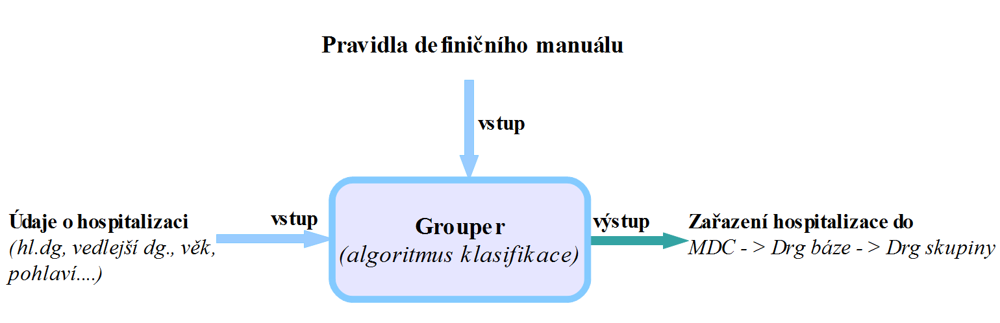 Pravidla definičního manuálu
vstup
Údaje o hospitalizaci
(hl.dg, vedlejší dg., věk,
pohlaví....)
vstup
Grouper
(algoritmus klasifikace)
výstup
Zařazení hospitalizace do
MDC - > Drg báze - > Drg skupiny